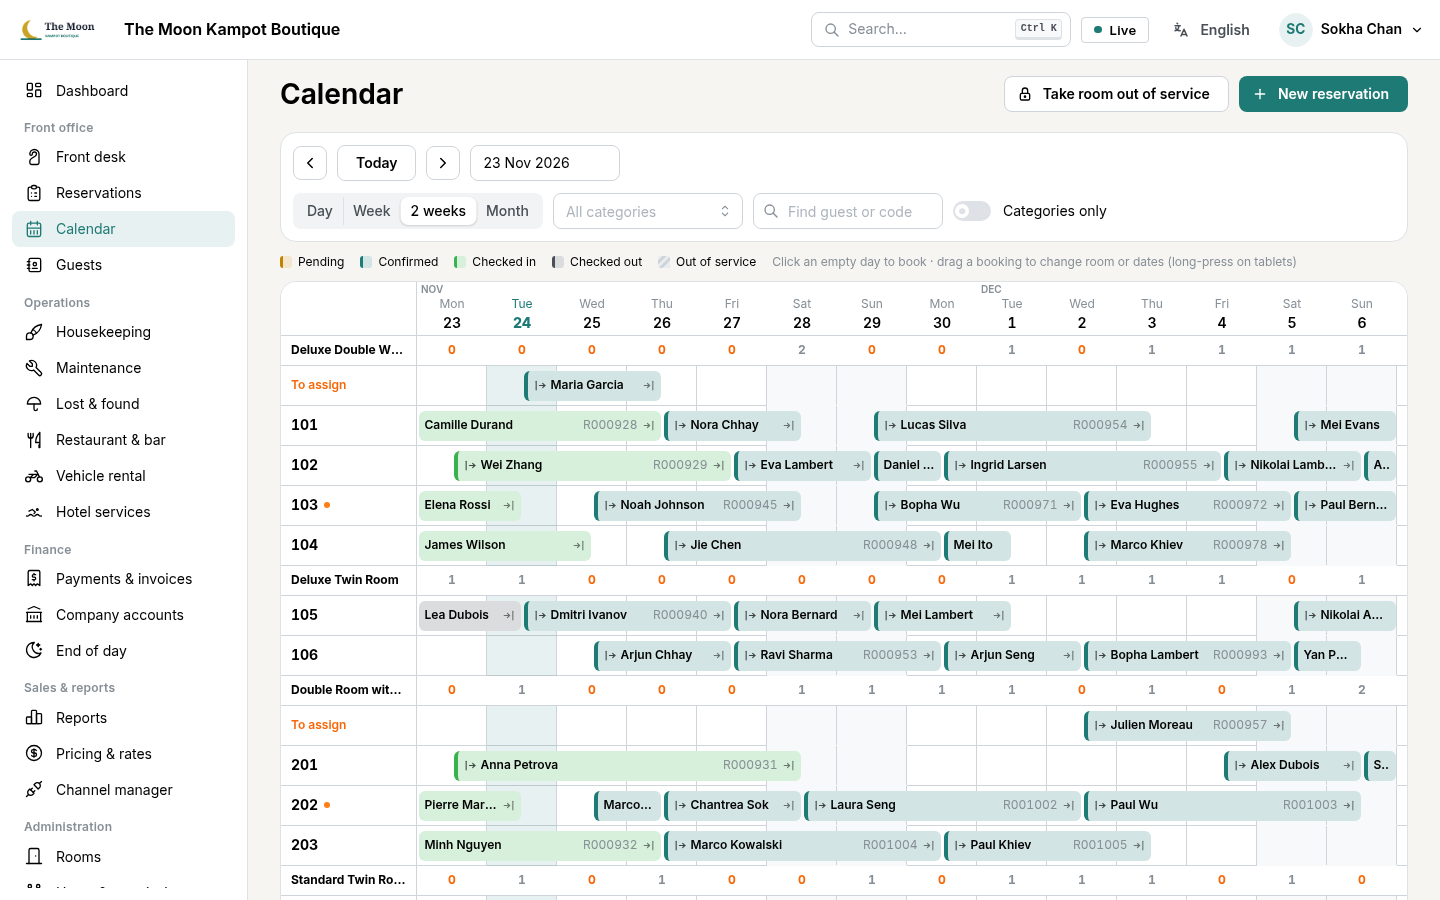 The Moon
KAMPOT BOUTIQUE
The Moon Kampot Boutique
Search...
Ctrl K
Live
English
SC
Sokha Chan
Dashboard
Front office
Front desk
Reservations
Calendar
Guests
Operations
Housekeeping
Maintenance
Lost & found
Restaurant & bar
Vehicle rental
Hotel services
Finance
Payments & invoices
Company accounts
End of day
Sales & reports
Reports
Pricing & rates
Channel manager
Administration
Rooms
Calendar
Take room out of service
New reservation
Today
23 Nov 2026
Day Week 2 weeks Month
All categories
Find guest or code
Categories only
Pending Confirmed Checked in Checked out Out of service Click an empty day to book · drag a booking to change room or dates (long-press on tablets)
NOV DEC
Mon Tue Wed Thu Fri Sat Sun Mon Tue Wed Thu Fri Sat Sun
23 24 25 26 27 28 29 30 1 2 3 4 5 6
Deluxe Double W... 0 0 0 0 0 2 0 0 1 0 1 1 1 1
To assign Maria Garcia
101 Camille Durand R000928 Nora Chhay Lucas Silva R000954 Mei Evans
102 Wei Zhang R000929 Eva Lambert Daniel ... Ingrid Larsen R000955 Nikolai Lamb... A..
103 Elena Rossi Noah Johnson R000945 Bopha Wu R000971 Eva Hughes R000972 Paul Bern...
104 James Wilson Jie Chen R000948 Mei Ito Marco Khiev R000978
Deluxe Twin Room 1 1 0 0 0 0 0 0 1 1 1 1 0 1
105 Lea Dubois Dmitri Ivanov R000940 Nora Bernard Mei Lambert Nikolai A...
106 Arjun Chhay Ravi Sharma R000953 Arjun Seng Bopha Lambert R000993 Yan P...
Double Room wit... 0 1 0 0 0 1 1 1 1 0 1 0 1 2
To assign Julien Moreau R000957
201 Anna Petrova R000931 Alex Dubois S..
202 Pierre Mar... Marco... Chantrea Sok Laura Seng R001002 Paul Wu R001003
203 Minh Nguyen R000932 Marco Kowalski R001004 Paul Khiev R001005
Standard Twin Ro... 0 1 0 1 0 0 1 0 1 1 1 0 1 0